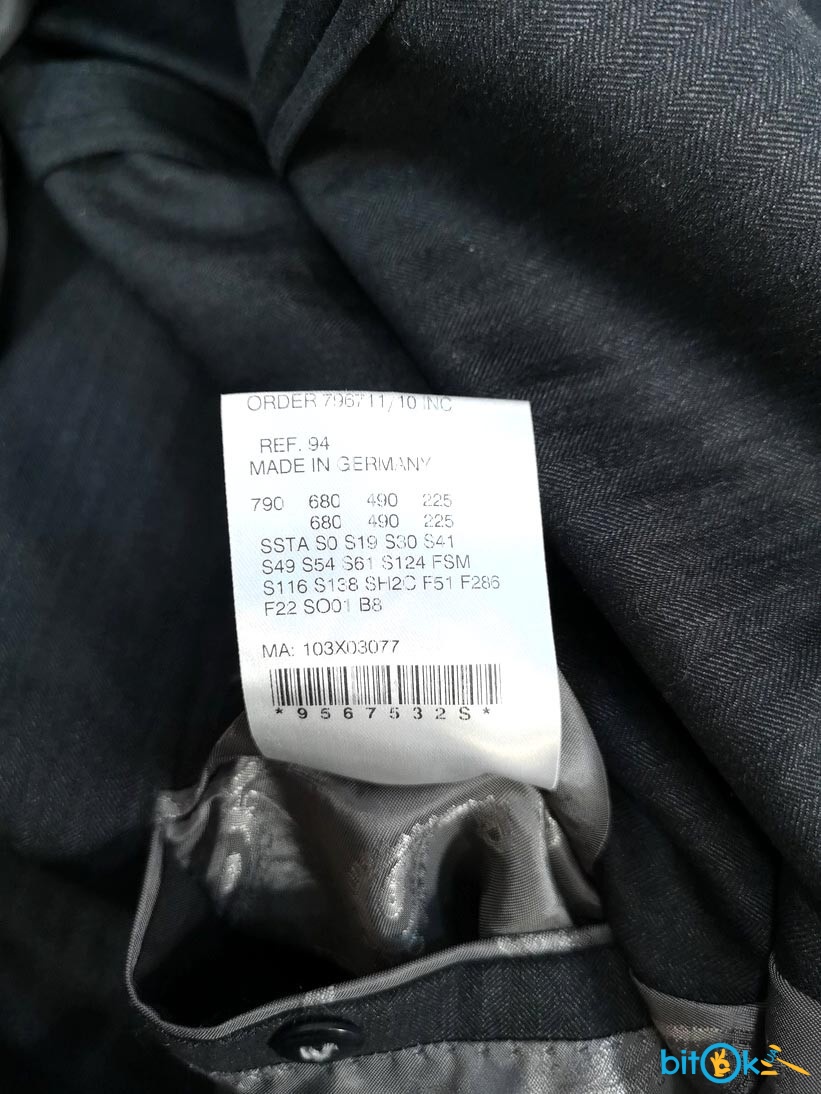 ORDER 796711/10 INC
REF. 94
MADE IN GERMANY
790 680 490 225
680 490 225
SSTA S0 S19 S30 S41
S49 S54 S61 S124 FSM
S116 S138 SH2C F51 F286
F22 SO01 B8
MA: 103X03077
*9567532S*
bitOk